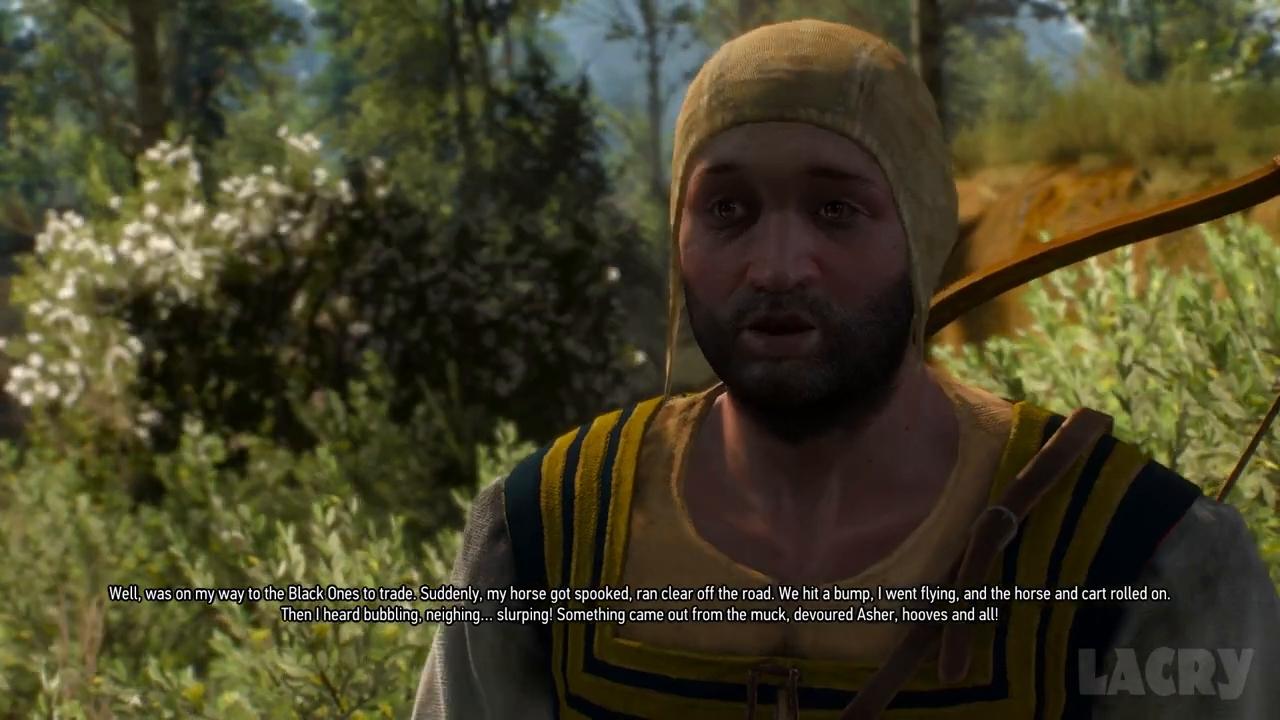 Well, was on my way to the Black Ones to trade. Suddenly, my horse got spooked, ran clear off the road. We hit a bump, I went flying, and the horse and cart rolled on.
Then I heard bubbling, neighing... slurping! Something came out from the muck, devoured Asher, hooves and all!
LACRY